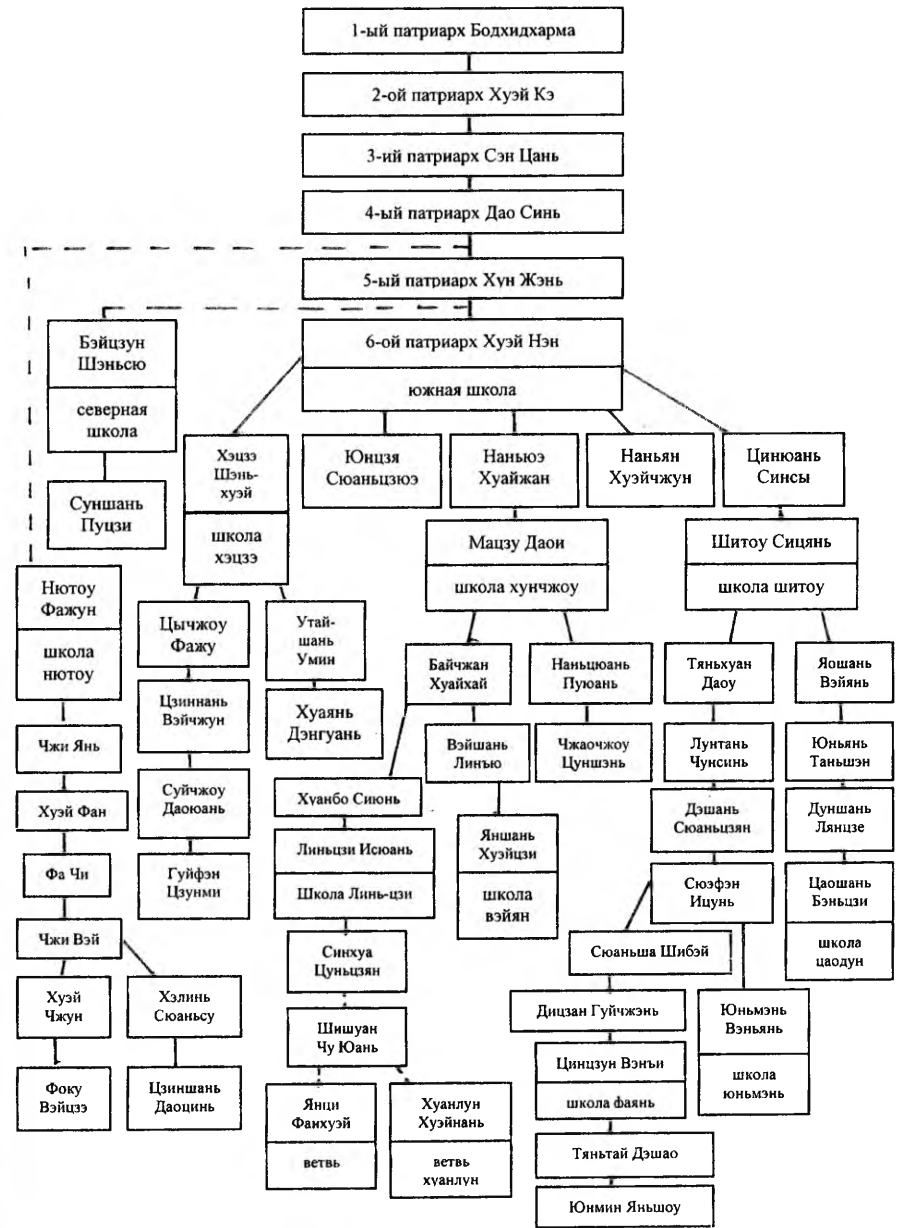 1-ый патриарх Бодхидхарма
2-ой патриарх Хуэй Кэ
3-ий патриарх Сэн Цань
4-ый патриарх Дао Синь
5-ый патриарх Хун Жэнь
6-ой патриарх Хуэй Нэн
южная школа
Бэйцзун
Шэньсю
северная
школа
Суншань
Пуцзи
Хэцзэ
Шэнь-
хуэй
школа
хэцзэ
Юнцзя
Сюаньцзюэ
Наньюэ
Хуайжан
Наньян
Хуэйчжун
Цинюань
Синсы
Мацзу Даои
школа хунчжоу
Шитоу Сицянь
школа шитоу
Нютоу
Фажун
школа
нютоу
Цычжоу
Фажу
Утай-
шань
Умин
Байчжан
Хуайхай
Наньцюань
Пуюань
Тяньхуан
Даоу
Яошань
Вэйянь
Цзиннань
Вэйчжун
Хуаянь
Дэнгуань
Вэйшань
Линъю
Чжаочжоу
Цуншэнь
Лунтань
Чунсинь
Юньянь
Таньшэн
Чжи Янь
Хуэй Фан
Фа Чи
Чжи Вэй
Суйчжоу
Даоюань
Гуйфэн
Цзунми
Хуанбо Сиюнь
Линьцзи Исюань
Школа Линь-цзи
Яншань
Хуэйцзи
школа
вэйян
Дэшань
Сюаньцзян
Дуншань
Лянцзе
Сюэфэн
Ицунь
Цаошань
Бэньцзи
школа
цаодун
Синхуа
Цуньцзян
Сюаньша Шибэй
Хуэй
Чжун
Хэлинь
Сюаньсу
Шишуан
Чу Юань
Дицзан Гуйчжэнь
Юньмэнь
Вэньянь
школа
юньмэнь
Фоку
Вэйцзэ
Цзиншань
Даоцинь
Янци
Фанхуэй
ветвь
Хуанлун
Хуэйнань
ветвь
хуанлун
Цинцзун Вэнъи
школа фаянь
Тяньтай Дэшао
Юнмин Яньшоу